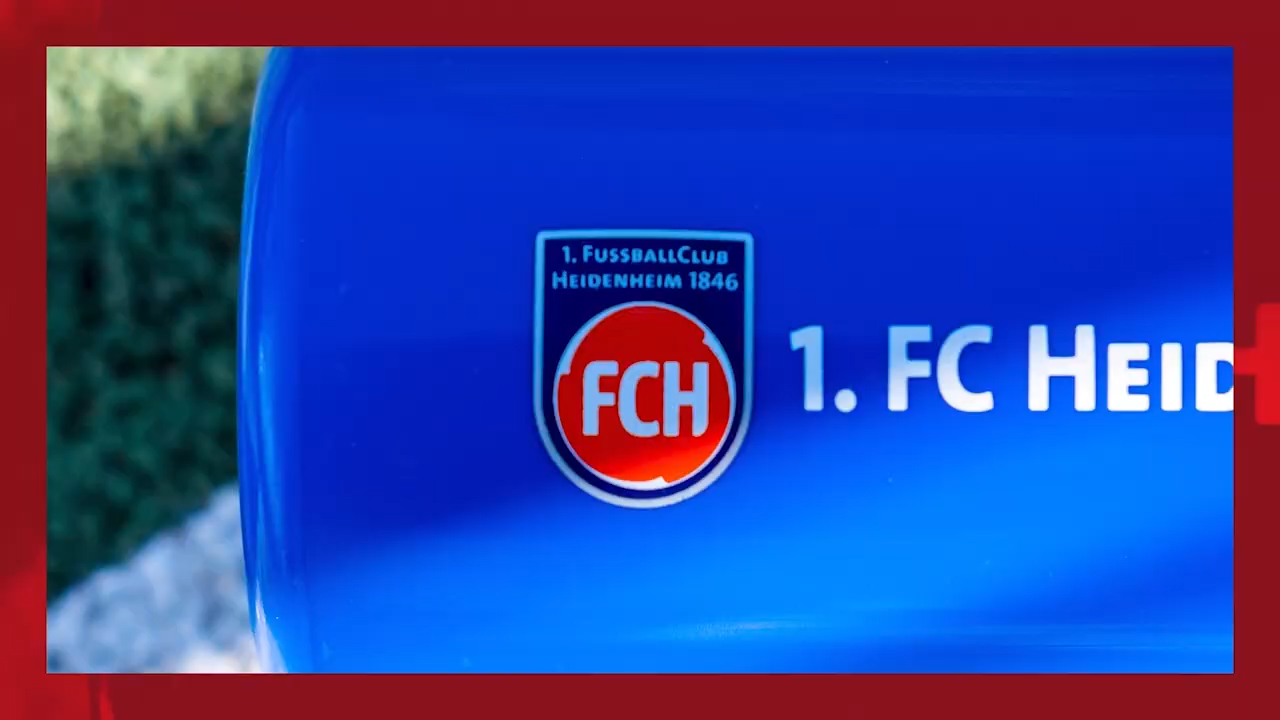 1. FUSSBALLCLUB
HEIDENHEIM 1846
FCH
1. FC HEID